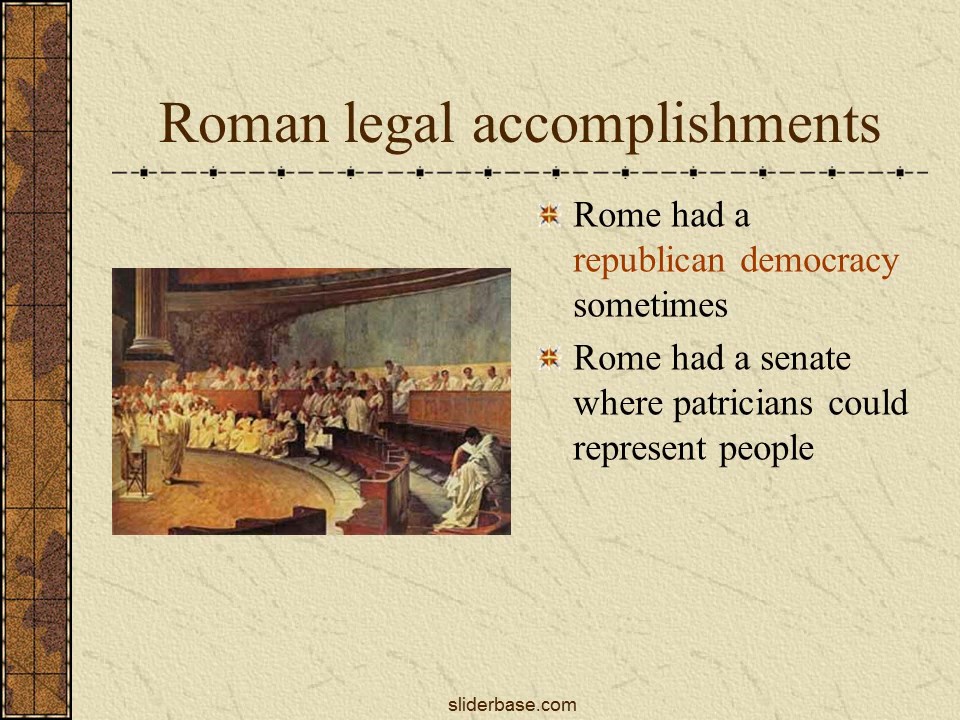 Roman legal accomplishments
Rome had a
republican democracy
sometimes
Rome had a senate
where patricians could
represent people
sliderbase.com